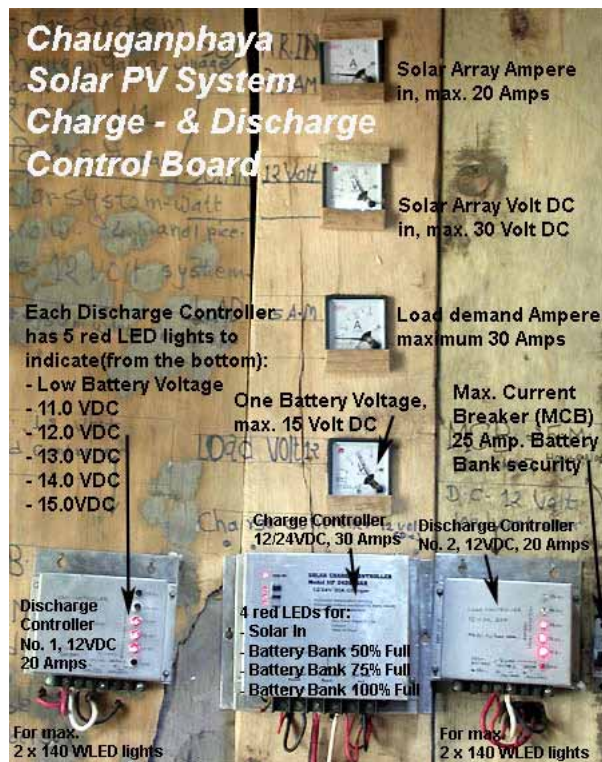 Chauganphaya
Solar PV System
Charge - & Discharge
Control Board
Solar Array Ampere
in, max. 20 Amps
A
12 Volt
Solar Array Volt DC
in, max. 30 Volt DC
Each Discharge Controller
has 5 red LED lights to
indicate(from the bottom):
- Low Battery Voltage
- 11.0 VDC
- 12.0 VDC
- 13.0 VDC
- 14.0 VDC
- 15.0VDC
A
Load demand Ampere
maximum 30 Amps
One Battery Voltage,
max. 15 Volt DC
Max. Current
Breaker (MCB)
25 Amp. Battery
Bank security
LOad VOlt
Charge Controller
12/24VDC, 30 Amps
Discharge Controller
No. 2, 12VDC, 20 Amps
SOLAR CHARGE CONTROLLER
Discharge
Controller
No. 1, 12VDC
20 Amps
4 red LEDs for:
- Solar In
- Battery Bank 50% Full
- Battery Bank 75% Full
- Battery Bank 100% Full
For max.
2 x 140 WLED lights
For max.
2 x 140 WLED lights